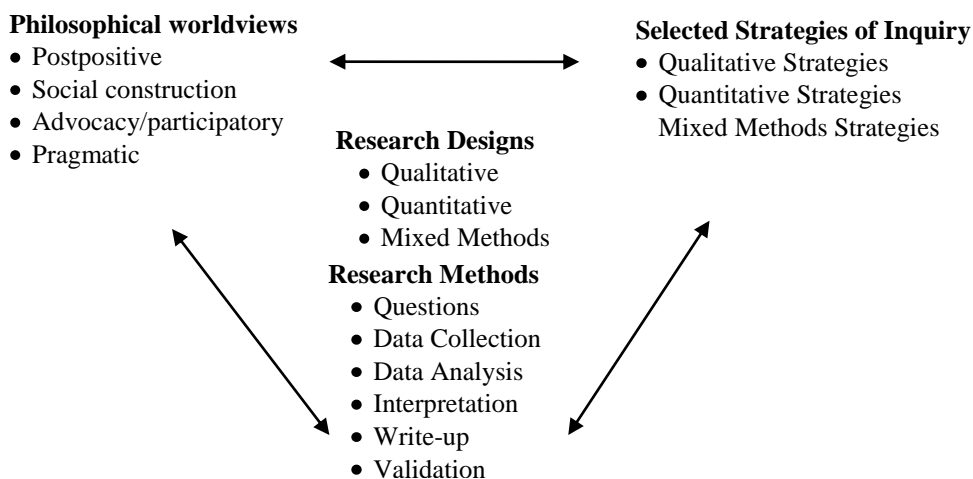 Philosophical worldviews
• Postpositive
• Social construction
• Advocacy/participatory
• Pragmatic
Selected Strategies of Inquiry
• Qualitative Strategies
• Quantitative Strategies
Mixed Methods Strategies
Research Designs
• Qualitative
• Quantitative
• Mixed Methods
Research Methods
• Questions
• Data Collection
• Data Analysis
• Interpretation
• Write-up
• Validation